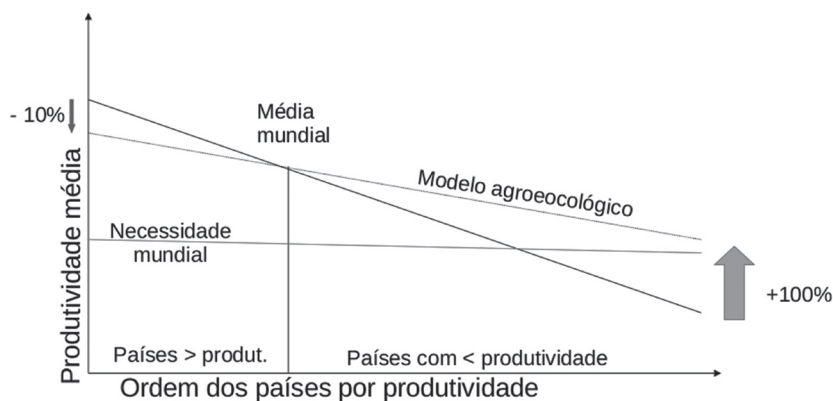 - 10%
Média
mundial
Modelo agroeocológico
Necessidade
mundial
+100%
Produtividade média
Países > produt.
Países com < produtividade
Ordem dos países por produtividade